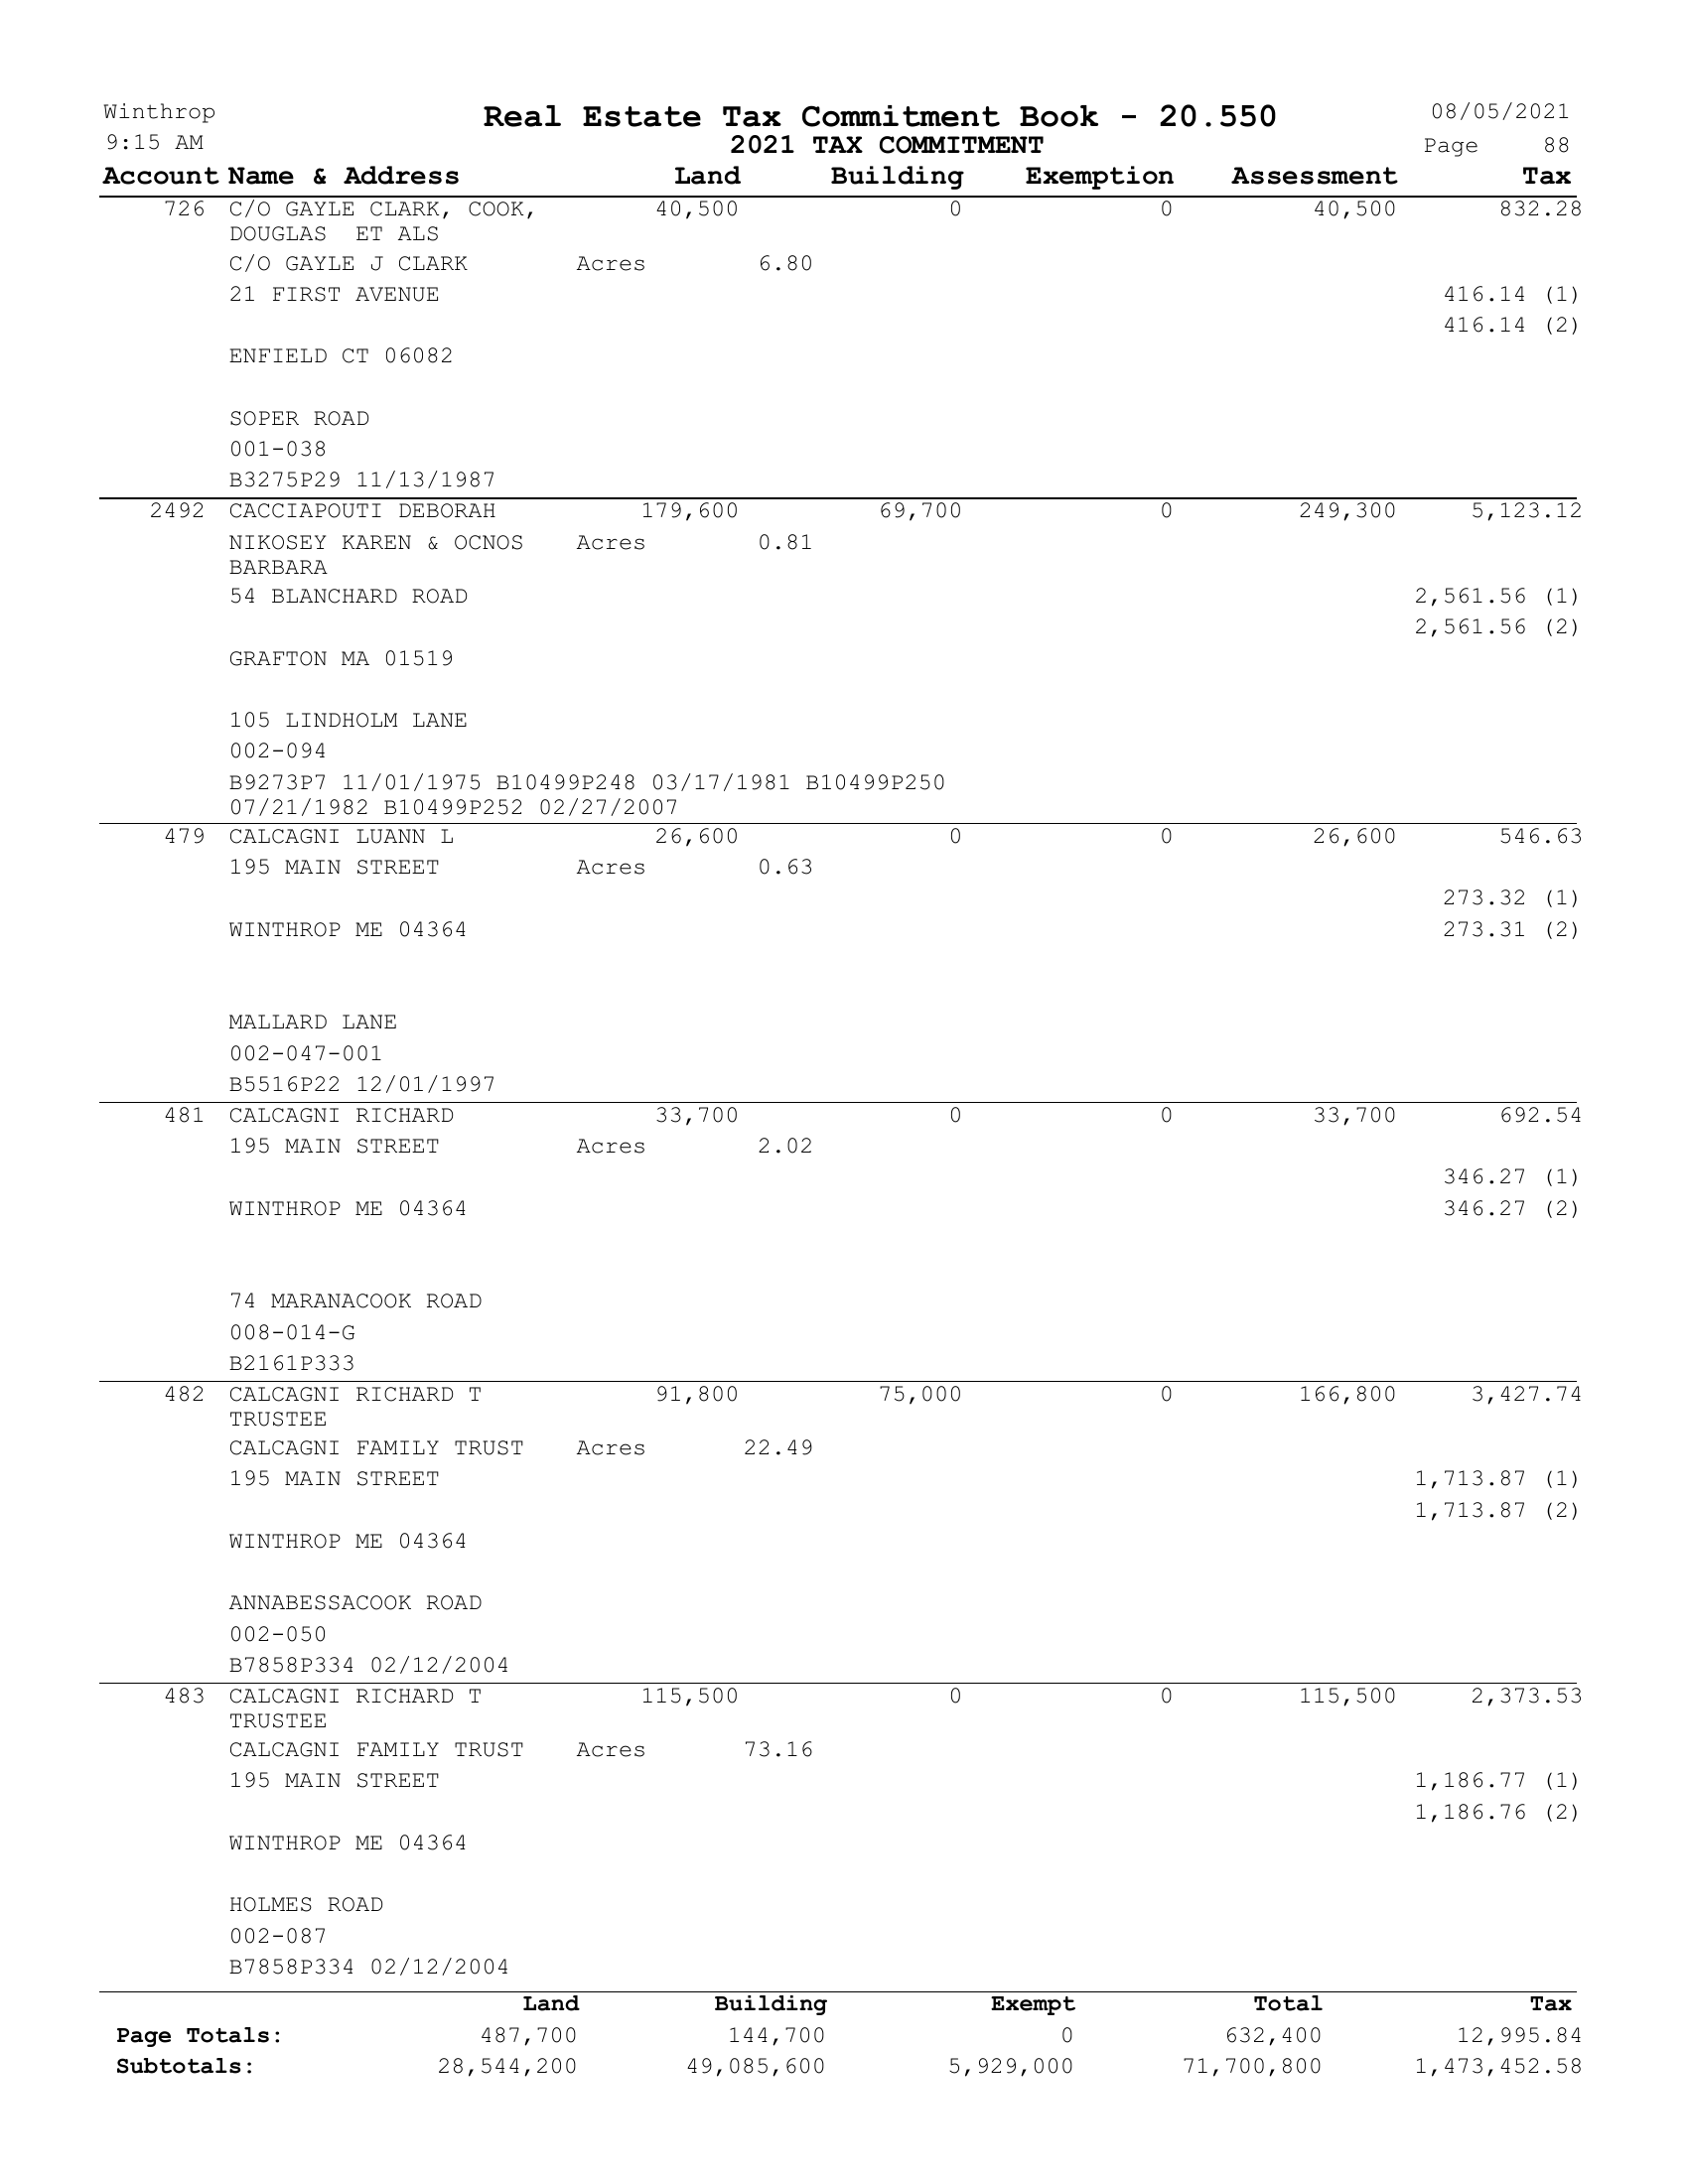 Winthrop Real Estate Tax Commitment Book - 20.550 08/05/2021
9:15 AM 2021 TAX COMMITMENT Page 88
Account Name & Address Land Building Exemption Assessment Tax
726 C/O GAYLE CLARK, COOK, 40,500 0 0 40,500 832.28
DOUGLAS ET ALS
C/O GAYLE J CLARK Acres 6.80
21 FIRST AVENUE 416.14 (1)
416.14 (2)
ENFIELD CT 06082
SOPER ROAD
001-038
B3275P29 11/13/1987
2492 CACCIAPOUTI DEBORAH 179,600 69,700 0 249,300 5,123.12
NIKOSEY KAREN & OCNOS Acres 0.81
BARBARA
54 BLANCHARD ROAD 2,561.56 (1)
2,561.56 (2)
GRAFTON MA 01519
105 LINDHOLM LANE
002-094
B9273P7 11/01/1975 B10499P248 03/17/1981 B10499P250
07/21/1982 B10499P252 02/27/2007
479 CALCAGNI LUANN L 26,600 0 0 26,600 546.63
195 MAIN STREET Acres 0.63
273.32 (1)
WINTHROP ME 04364 273.31 (2)
MALLARD LANE
002-047-001
B5516P22 12/01/1997
481 CALCAGNI RICHARD 33,700 0 0 33,700 692.54
195 MAIN STREET Acres 2.02
346.27 (1)
WINTHROP ME 04364 346.27 (2)
74 MARANACOOK ROAD
008-014-G
B2161P333
482 CALCAGNI RICHARD T 91,800 75,000 0 166,800 3,427.74
TRUSTEE
CALCAGNI FAMILY TRUST Acres 22.49
195 MAIN STREET 1,713.87 (1)
1,713.87 (2)
WINTHROP ME 04364
ANNABESSACOOK ROAD
002-050
B7858P334 02/12/2004
483 CALCAGNI RICHARD T 115,500 0 0 115,500 2,373.53
TRUSTEE
CALCAGNI FAMILY TRUST Acres 73.16
195 MAIN STREET 1,186.77 (1)
1,186.76 (2)
WINTHROP ME 04364
HOLMES ROAD
002-087
B7858P334 02/12/2004
Land Building Exempt Total Tax
Page Totals: 487,700 144,700 0 632,400 12,995.84
Subtotals: 28,544,200 49,085,600 5,929,000 71,700,800 1,473,452.58